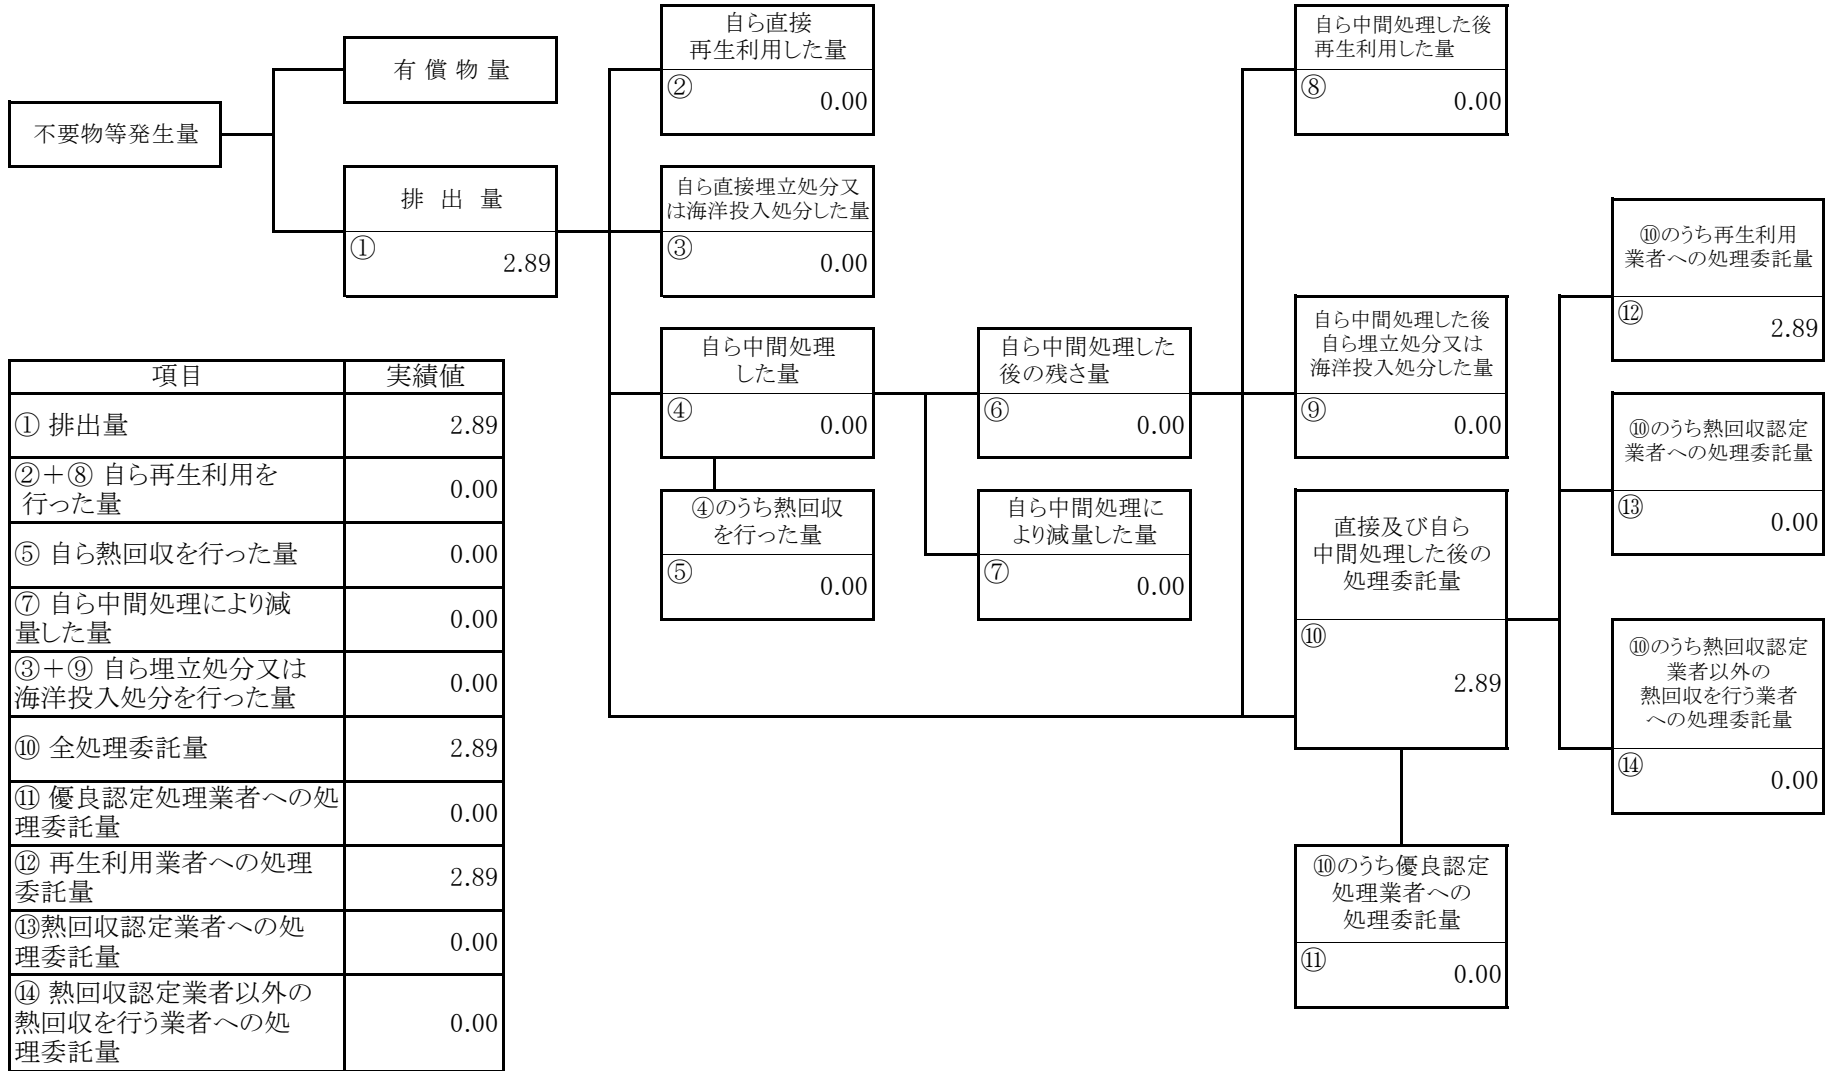 不要物等発生量
有償物量
排出量
①
2.89
自ら直接
再生利用した量
②
0.00
自ら直接埋立処分又
は海洋投入処分した量
③
0.00
自ら中間処理
した量
④
0.00
④のうち熱回収
を行った量
⑤
0.00
自ら中間処理した
後の残さ量
⑥
0.00
自ら中間処理に
より減量した量
⑦
0.00
自ら中間処理した後
再生利用した量
⑧
0.00
自ら中間処理した後
自ら埋立処分又は
海洋投入処分した量
⑨
0.00
直接及び自ら
中間処理した後の
処理委託量
⑩
2.89
⑩のうち優良認定
処理業者への
処理委託量
⑪
0.00
⑩のうち再生利用
業者への処理委託量
⑫
2.89
⑩のうち熱回収認定
業者への処理委託量
⑬
0.00
⑩のうち熱回収認定
業者以外の
熱回収を行う業者
への処理委託量
⑭
0.00
項目 実績値
① 排出量 2.89
②＋⑧ 自ら再生利用を
行った量 0.00
⑤ 自ら熱回収を行った量 0.00
⑦ 自ら中間処理により減
量した量 0.00
③＋⑨ 自ら埋立処分又は
海洋投入処分を行った量 0.00
⑩ 全処理委託量 2.89
⑪ 優良認定処理業者への処
理委託量 0.00
⑫ 再生利用業者への処理
委託量 2.89
⑬熱回収認定業者への処
理委託量 0.00
⑭ 熱回収認定業者以外の
熱回収を行う業者への処
理委託量 0.00